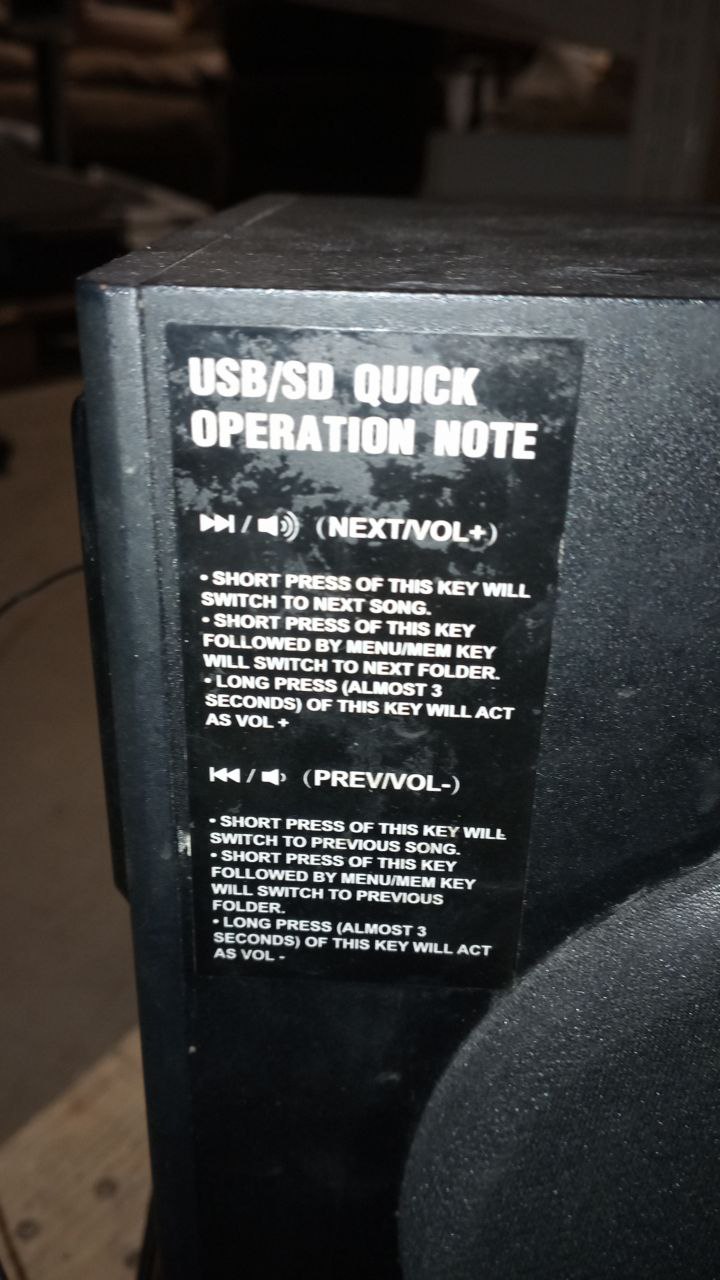 USB/SD QUICK
OPERATION NOTE
⏭/🔊 (NEXT/VOL+)
• SHORT PRESS OF THIS KEY WILL
SWITCH TO NEXT SONG.
• SHORT PRESS OF THIS KEY
FOLLOWED BY MENU/MEM KEY
WILL SWITCH TO NEXT FOLDER.
• LONG PRESS (ALMOST 3
SECONDS) OF THIS KEY WILL ACT
AS VOL +
⏮/🔉 (PREV/VOL-)
• SHORT PRESS OF THIS KEY WILL
SWITCH TO PREVIOUS SONG.
• SHORT PRESS OF THIS KEY
FOLLOWED BY MENU/MEM KEY
WILL SWITCH TO PREVIOUS
FOLDER.
• LONG PRESS (ALMOST 3
SECONDS) OF THIS KEY WILL ACT
AS VOL -